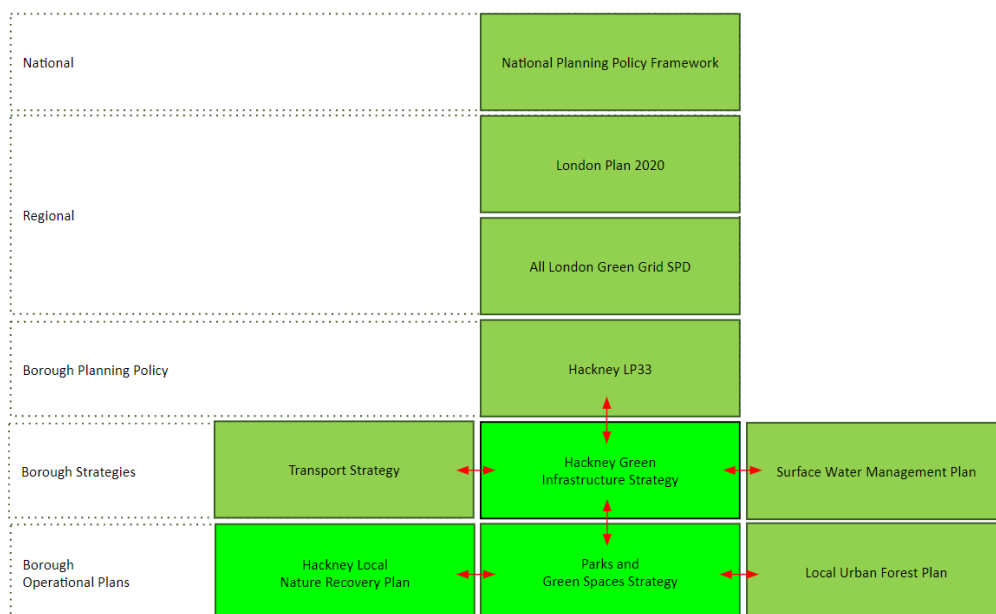 National
National Planning Policy Framework
Regional
London Plan 2020
All London Green Grid SPD
Borough Planning Policy
Hackney LP33
Borough Strategies
Transport Strategy
Hackney Green
Infrastructure Strategy
Surface Water Management Plan
Borough
Operational Plans
Hackney Local
Nature Recovery Plan
Parks and
Green Spaces Strategy
Local Urban Forest Plan